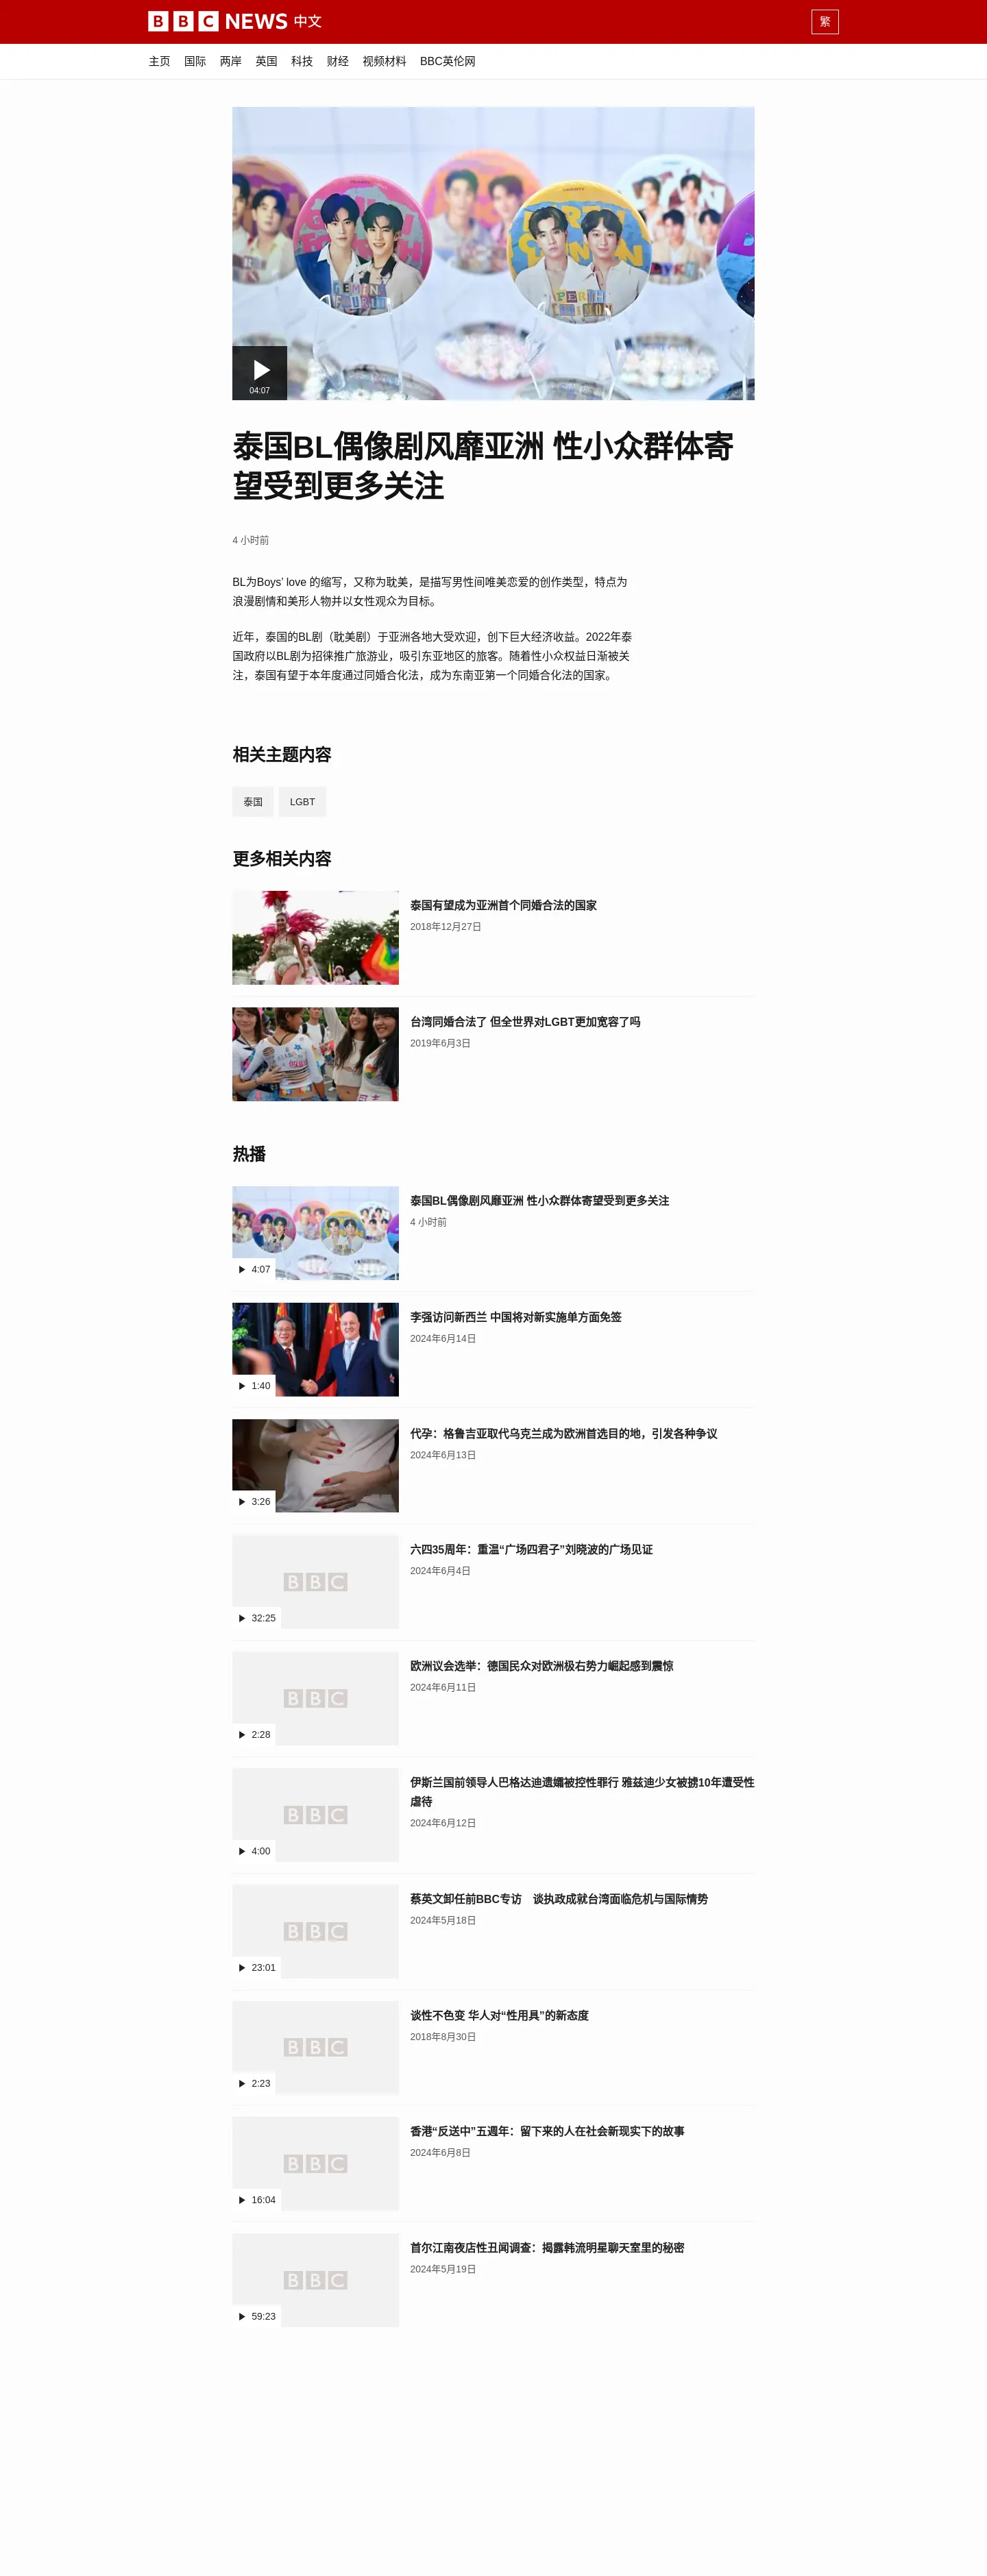 BBC NEWS 中文
繁
主页 国际 两岸 英国 科技 财经 视频材料 BBC英伦网
GEMINI
FOURTH
PERTH
04:07
泰国BL偶像剧风靡亚洲 性小众群体寄
望受到更多关注
4 小时前
BL为Boys’ love 的缩写，又称为耽美，是描写男性间唯美恋爱的创作类型，特点为
浪漫剧情和美形人物并以女性观众为目标。
近年，泰国的BL剧（耽美剧）于亚洲各地大受欢迎，创下巨大经济收益。2022年泰
国政府以BL剧为招徕推广旅游业，吸引东亚地区的旅客。随着性小众权益日渐被关
注，泰国有望于本年度通过同婚合化法，成为东南亚第一个同婚合化法的国家。
相关主题内容
泰国
LGBT
更多相关内容
泰国有望成为亚洲首个同婚合法的国家
2018年12月27日
台湾同婚合法了 但全世界对LGBT更加宽容了吗
2019年6月3日
热播
泰国BL偶像剧风靡亚洲 性小众群体寄望受到更多关注
4 小时前
4:07
李强访问新西兰 中国将对新实施单方面免签
2024年6月14日
1:40
代孕：格鲁吉亚取代乌克兰成为欧洲首选目的地，引发各种争议
2024年6月13日
3:26
六四35周年：重温“广场四君子”刘晓波的广场见证
2024年6月4日
BBC
32:25
欧洲议会选举：德国民众对欧洲极右势力崛起感到震惊
2024年6月11日
BBC
2:28
伊斯兰国前领导人巴格达迪遗孀被控性罪行 雅兹迪少女被掳10年遭受性
虐待
2024年6月12日
BBC
4:00
蔡英文卸任前BBC专访　谈执政成就台湾面临危机与国际情势
2024年5月18日
BBC
23:01
谈性不色变 华人对“性用具”的新态度
2018年8月30日
BBC
2:23
香港“反送中”五週年：留下来的人在社会新现实下的故事
2024年6月8日
BBC
16:04
首尔江南夜店性丑闻调查：揭露韩流明星聊天室里的秘密
2024年5月19日
BBC
59:23